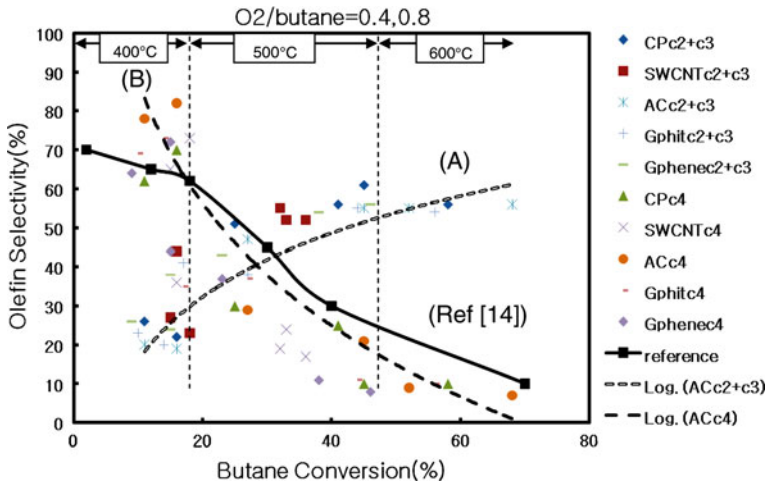 O2/butane=0.4,0.8
Olefin Selectivity(%)
100
90
80
70
60
50
40
30
20
10
0
400°C
500°C
600°C
(B)
(A)
(Ref [14])
0
20
40
60
80
Butane Conversion(%)
CPc2+c3
SWCNTc2+c3
ACc2+c3
Gphitc2+c3
Gphenec2+c3
CPc4
SWCNTc4
ACc4
Gphitc4
Gphenec4
reference
Log. (ACc2+c3)
Log. (ACc4)